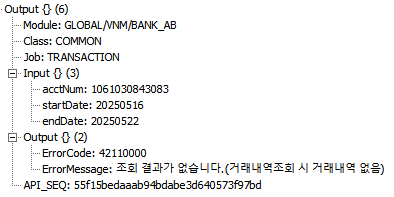 Output {} (6)
Module: GLOBAL/VNM/BANK_AB
Class: COMMON
Job: TRANSACTION
Input {} (3)
acctNum: 1061030843083
startDate: 20250516
endDate: 20250522
Output {} (2)
ErrorCode: 42110000
ErrorMessage: 조회 결과가 없습니다.(거래내역조회 시 거래내역 없음)
API_SEQ: 55f15bedaaab94bdabe3d640573f97bd